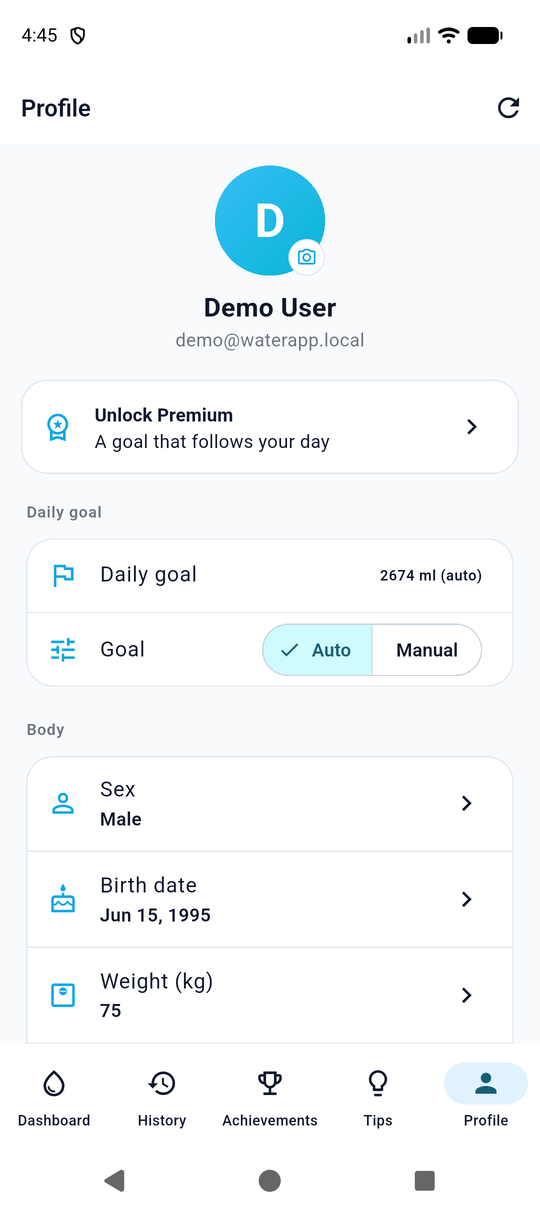 4:45
Profile
D
Demo User
demo@waterapp.local
Unlock Premium
A goal that follows your day
Daily goal
Daily goal 2674 ml (auto)
Goal Auto Manual
Body
Sex
Male
Birth date
Jun 15, 1995
Weight (kg)
75
Dashboard History Achievements Tips Profile